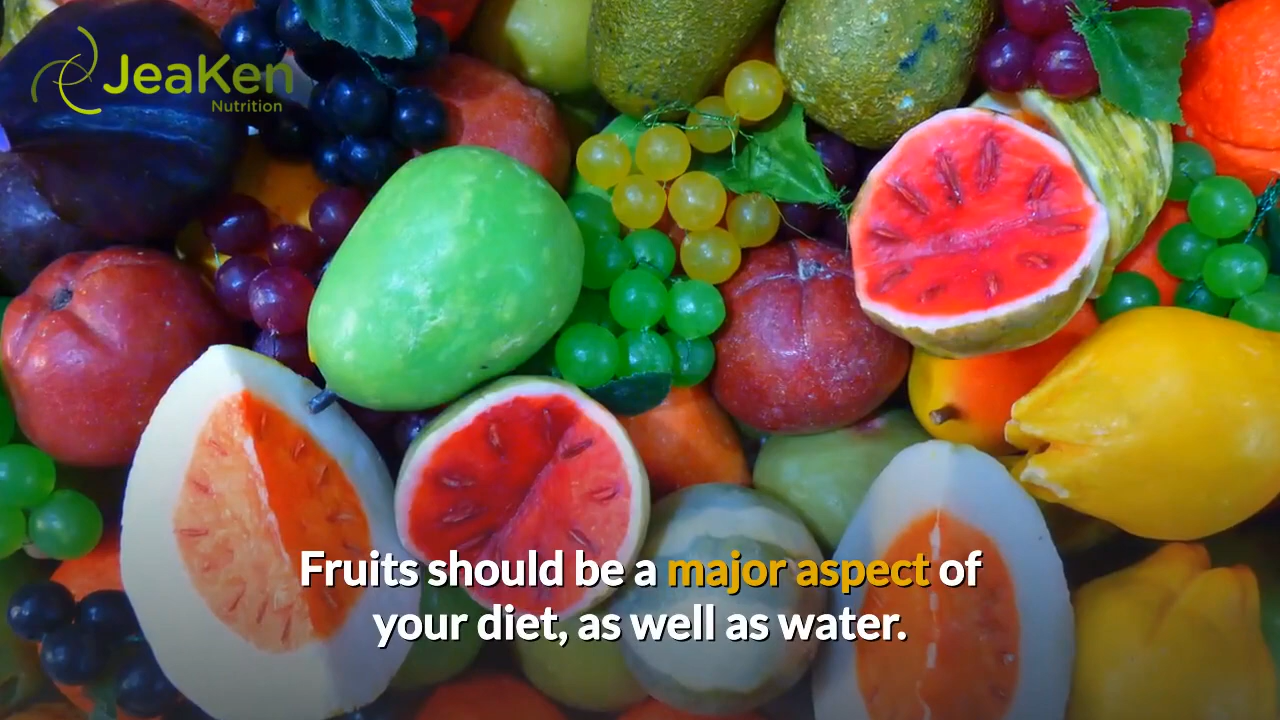 JeaKen
Nutrition
Fruits should be a major aspect of
your diet, as well as water.